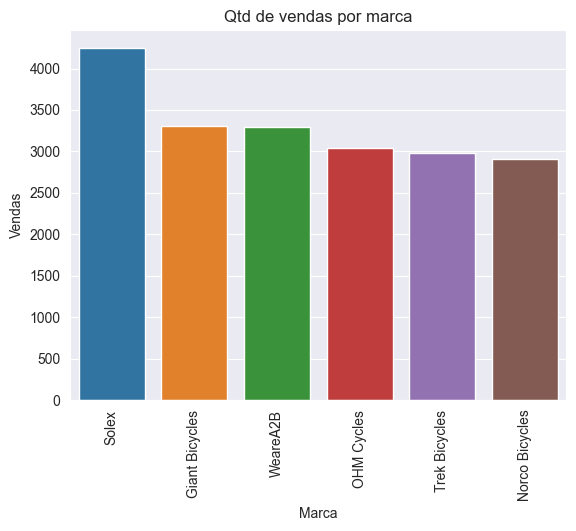 Qtd de vendas por marca
Vendas
4000
3500
3000
2500
2000
1500
1000
500
0
Solex
Giant Bicycles
WeareA2B
OHM Cycles
Trek Bicycles
Norco Bicycles
Marca